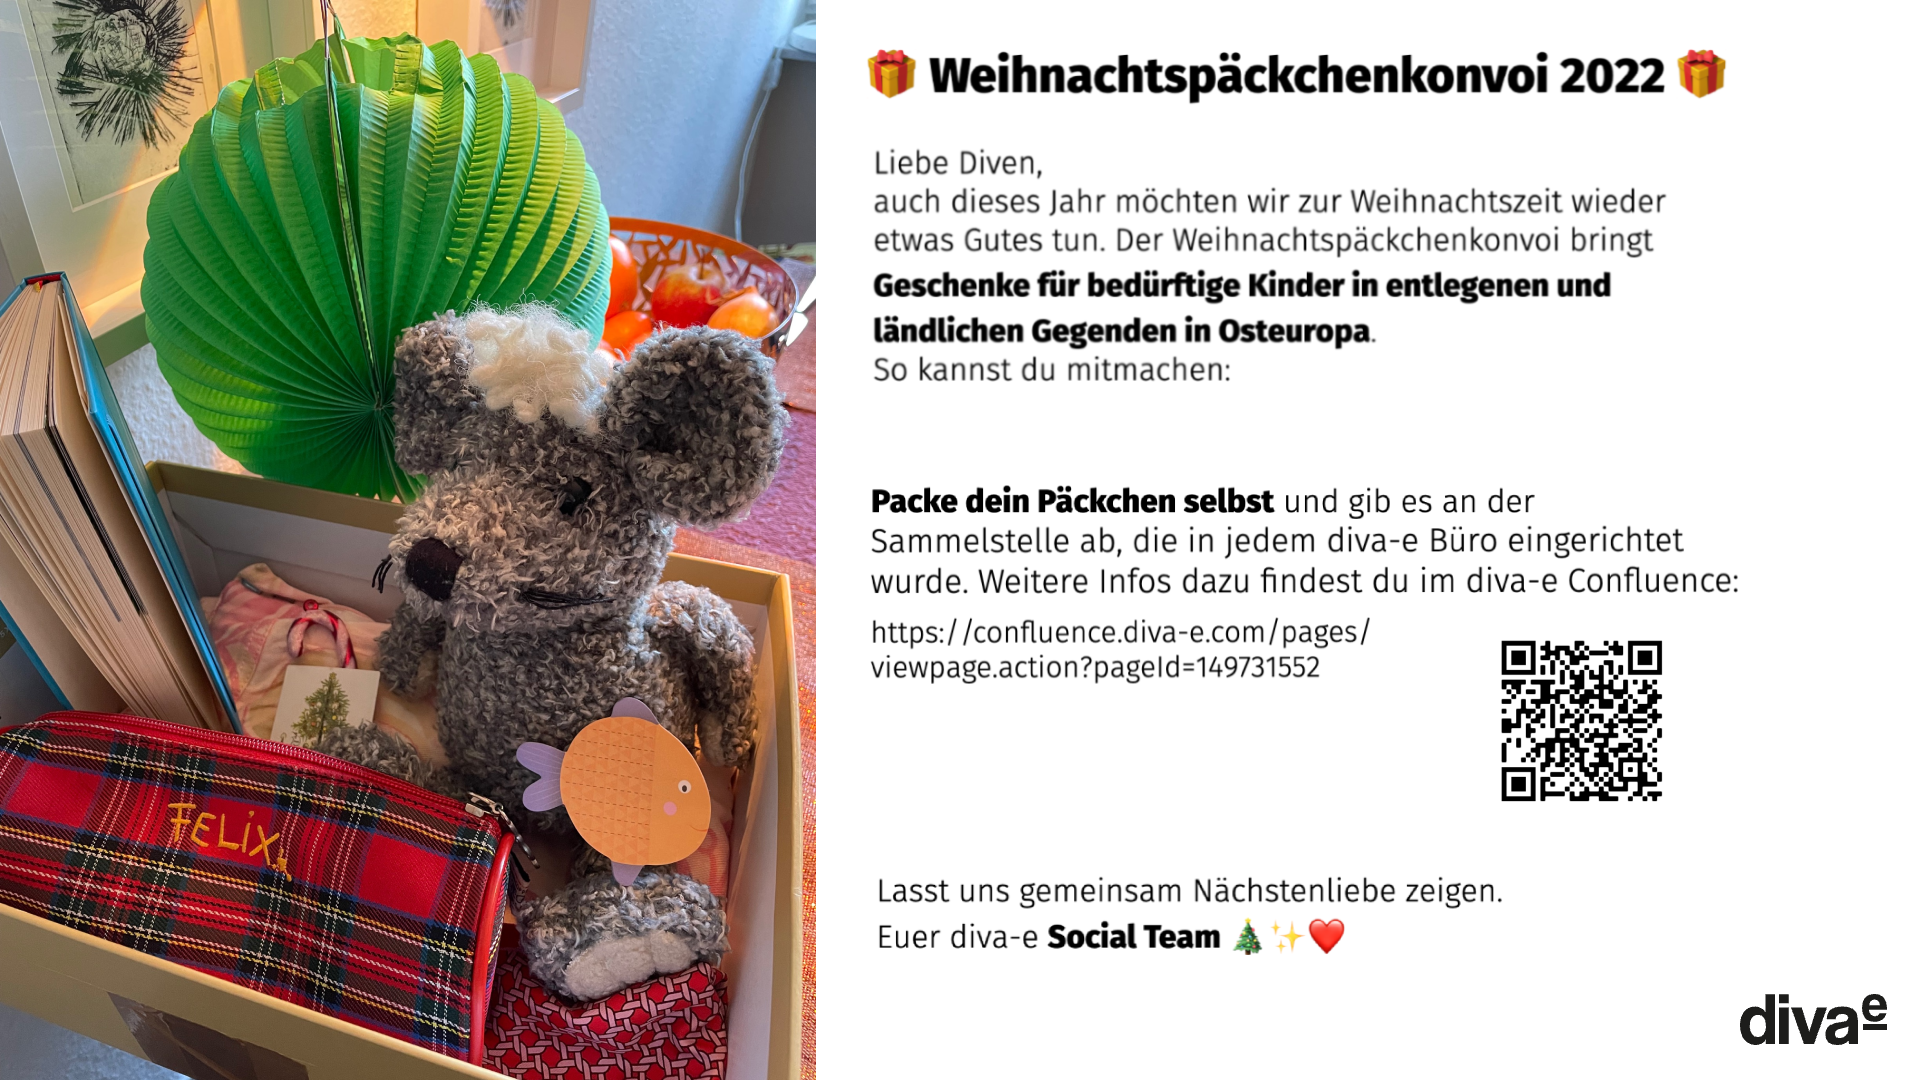 🎁 Weihnachtspäckchenkonvoi 2022 🎁
Liebe Diven,
auch dieses Jahr möchten wir zur Weihnachtszeit wieder
etwas Gutes tun. Der Weihnachtspäckchenkonvoi bringt
Geschenke für bedürftige Kinder in entlegenen und
ländlichen Gegenden in Osteuropa.
So kannst du mitmachen:
Packe dein Päckchen selbst und gib es an der
Sammelstelle ab, die in jedem diva-e Büro eingerichtet
wurde. Weitere Infos dazu findest du im diva-e Confluence:
https://confluence.diva-e.com/pages/
viewpage.action?pageId=149731552
Lasst uns gemeinsam Nächstenliebe zeigen.
Euer diva-e Social Team 🎄✨❤️
divae
FELiX